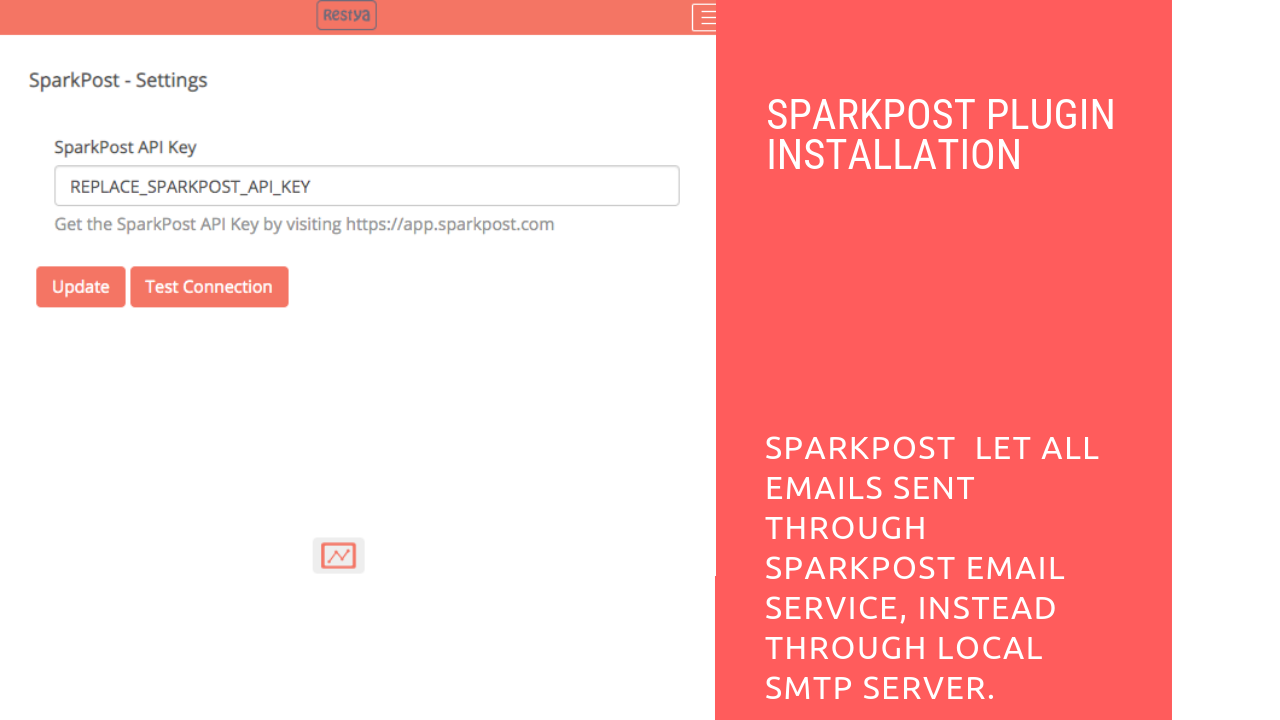 Restya
SparkPost - Settings
SparkPost API Key
REPLACE_SPARKPOST_API_KEY
Get the SparkPost API Key by visiting https://app.sparkpost.com
Update Test Connection
SPARKPOST PLUGIN
INSTALLATION
SPARKPOST LET ALL
EMAILS SENT
THROUGH
SPARKPOST EMAIL
SERVICE, INSTEAD
THROUGH LOCAL
SMTP SERVER.